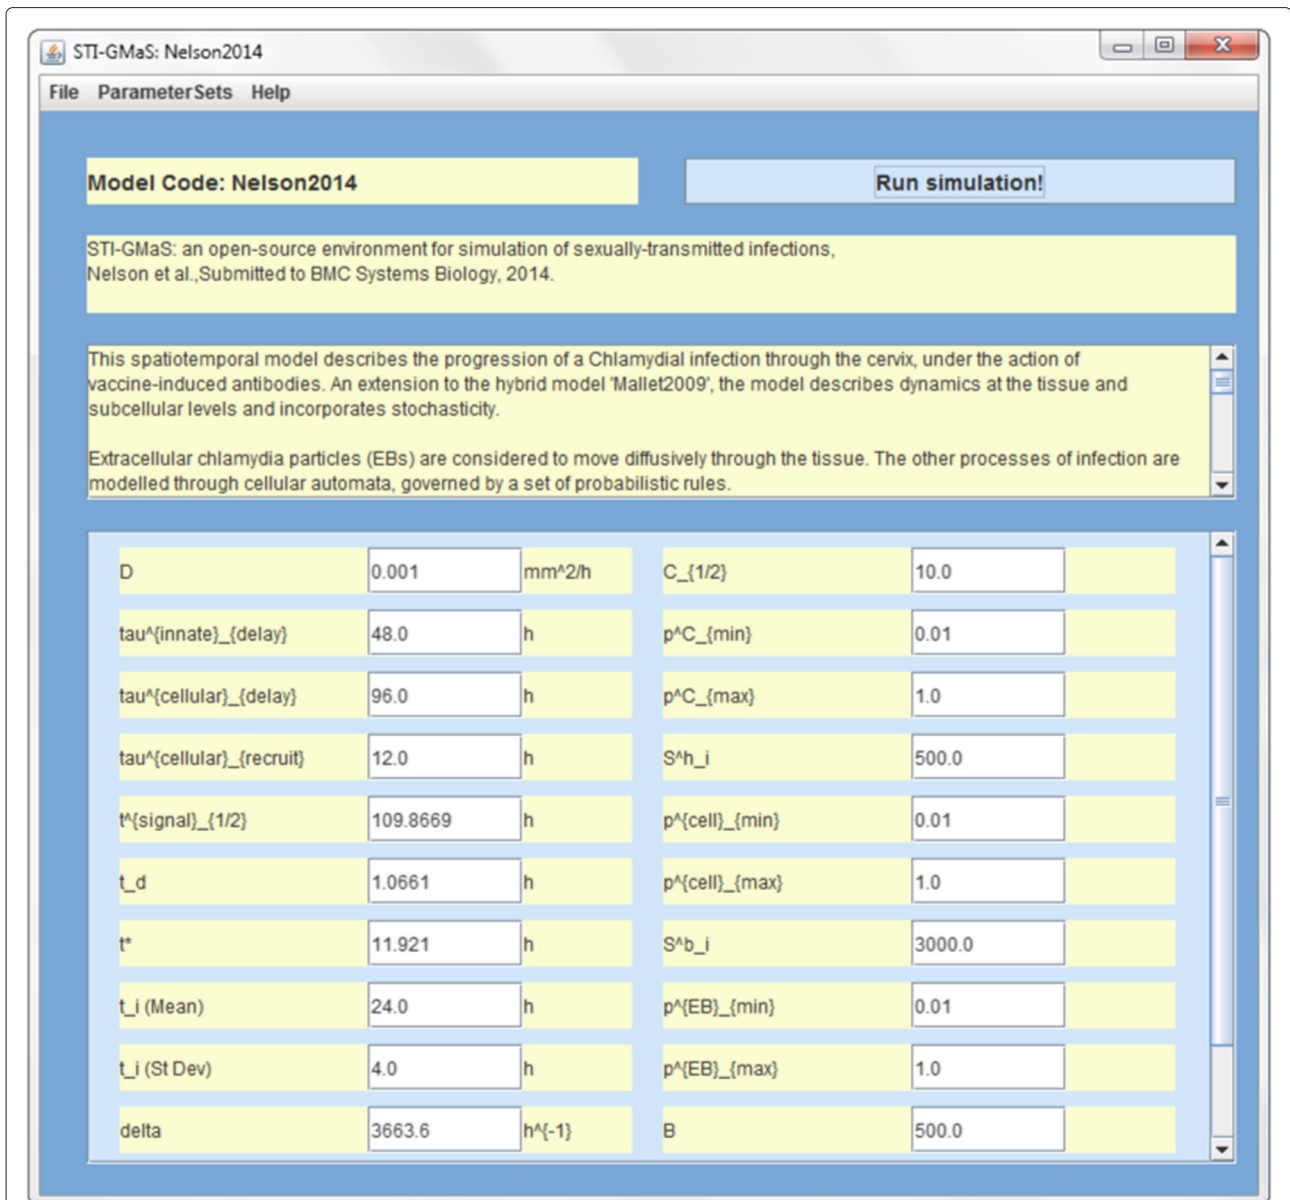 STI-GMaS: Nelson2014
File ParameterSets Help
Model Code: Nelson2014
Run simulation!
STI-GMaS: an open-source environment for simulation of sexually-transmitted infections,
Nelson et al.,Submitted to BMC Systems Biology, 2014.
This spatiotemporal model describes the progression of a Chlamydial infection through the cervix, under the action of
vaccine-induced antibodies. An extension to the hybrid model 'Mallet2009', the model describes dynamics at the tissue and
subcellular levels and incorporates stochasticity.
Extracellular chlamydia particles (EBs) are considered to move diffusively through the tissue. The other processes of infection are
modelled through cellular automata, governed by a set of probabilistic rules.
D 0.001 mm^2/h C_{1/2} 10.0
tau^{innate}_{delay} 48.0 h p^C_{min} 0.01
tau^{cellular}_{delay} 96.0 h p^C_{max} 1.0
tau^{cellular}_{recruit} 12.0 h S^h_i 500.0
t^{signal}_{1/2} 109.8669 h p^{cell}_{min} 0.01
t_d 1.0661 h p^{cell}_{max} 1.0
t* 11.921 h S^b_i 3000.0
t_i (Mean) 24.0 h p^{EB}_{min} 0.01
t_i (St Dev) 4.0 h p^{EB}_{max} 1.0
delta 3663.6 h^{-1} B 500.0